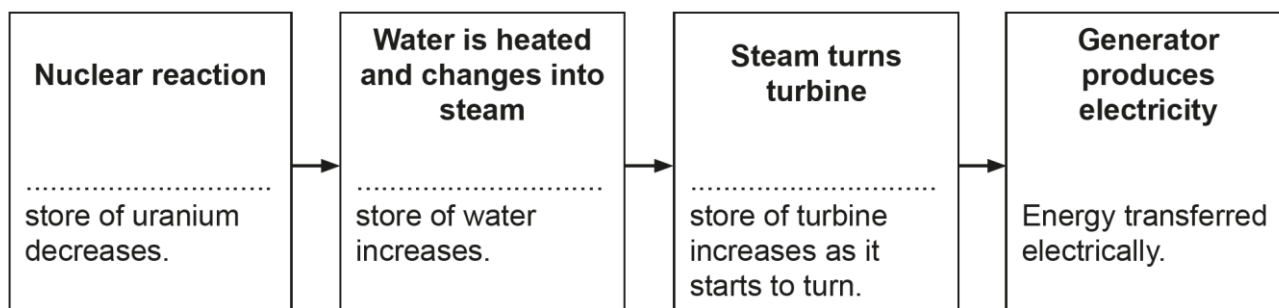 Nuclear reaction
..............................
store of uranium
decreases.
Water is heated
and changes into
steam
..............................
store of water
increases.
Steam turns
turbine
..............................
store of turbine
increases as it
starts to turn.
Generator
produces
electricity
Energy transferred
electrically.